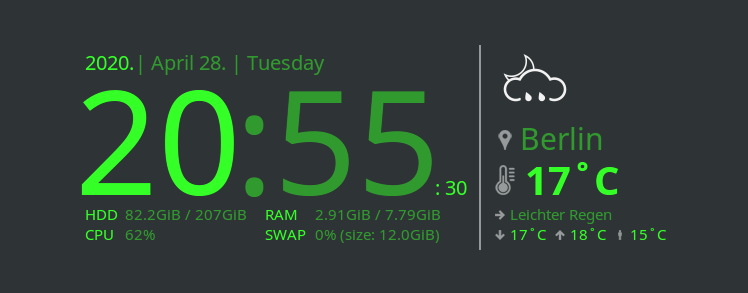 2020. | April 28. | Tuesday
20:55 : 30
HDD 82.2GiB / 207GiB RAM 2.91GiB / 7.79GiB
CPU 62% SWAP 0% (size: 12.0GiB)
Berlin
17°C
Leichter Regen
17°C 18°C 15°C